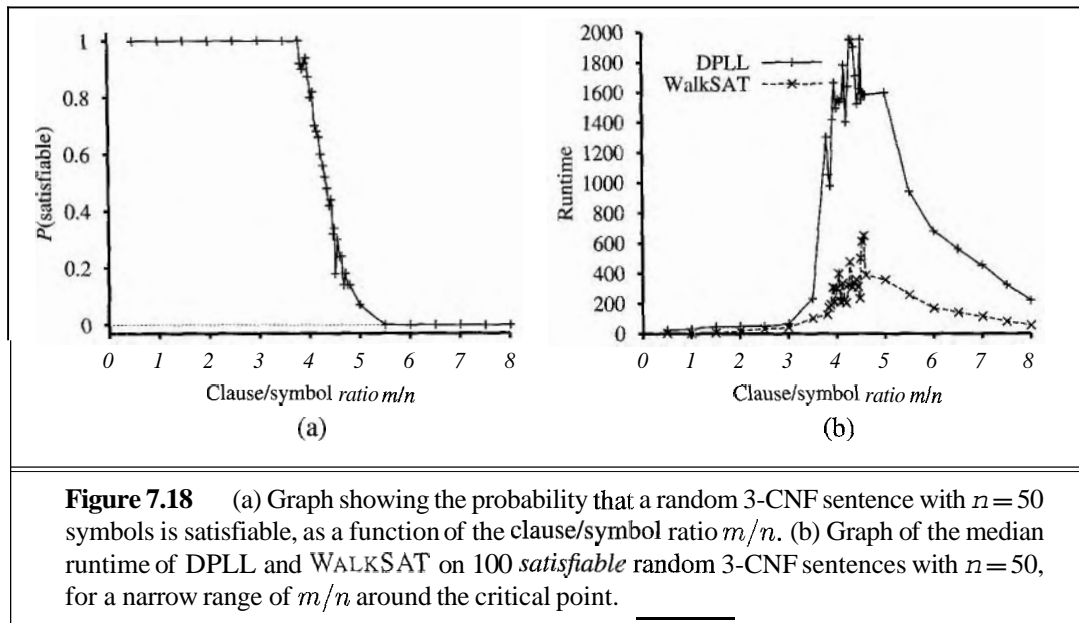 1
0.8
0.6
0.4
0.2
0
P(satisfiable)
0 1 2 3 4 5 6 7 8
Clause/symbol ratio m/n
(a)
2000
1800
1600
1400
1200
1000
800
600
400
200
0
Runtime
DPLL
WalkSAT
0 1 2 3 4 5 6 7 8
Clause/symbol ratio m/n
(b)
Figure 7.18 (a) Graph showing the probability that a random 3-CNF sentence with n = 50
symbols is satisfiable, as a function of the clause/symbol ratio m/n. (b) Graph of the median
runtime of DPLL and WALKSAT on 100 satisfiable random 3-CNF sentences with n = 50,
for a narrow range of m/n around the critical point.